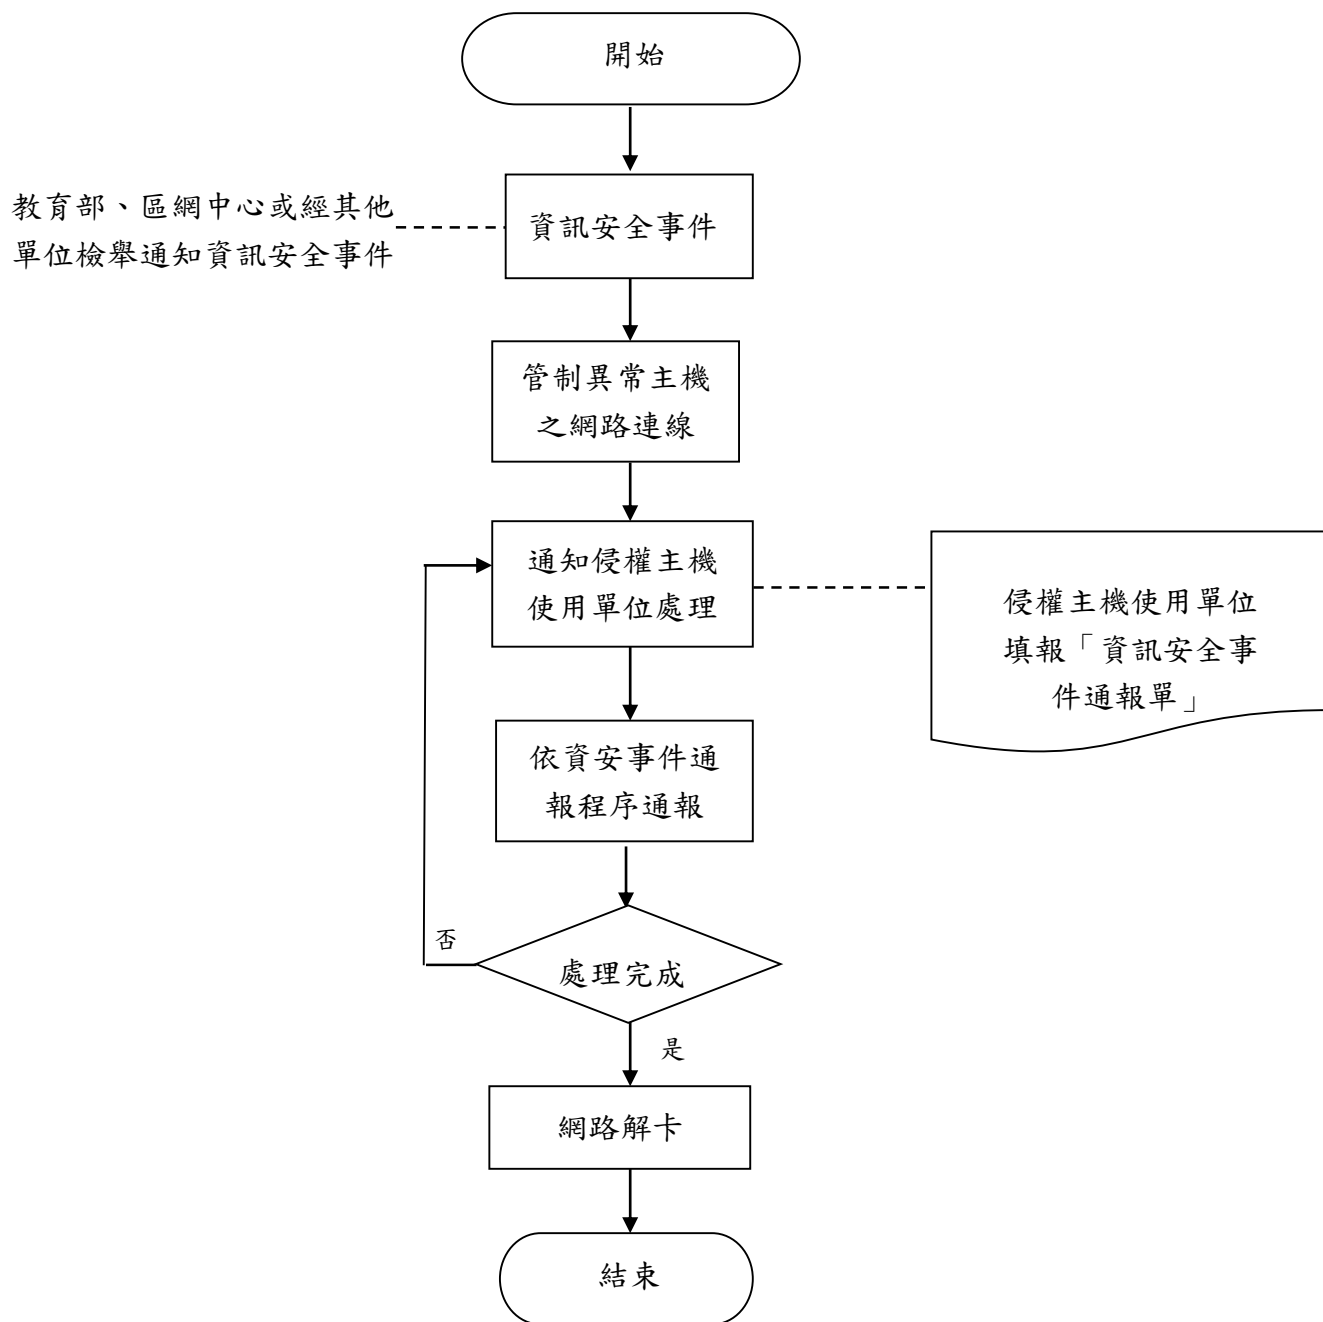 開始
教育部、區網中心或經其他
單位檢舉通知資訊安全事件
資訊安全事件
管制異常主機
之網路連線
通知侵權主機
使用單位處理
侵權主機使用單位
填報「資訊安全事
件通報單」
依資安事件通
報程序通報
否
處理完成
是
網路解卡
結束